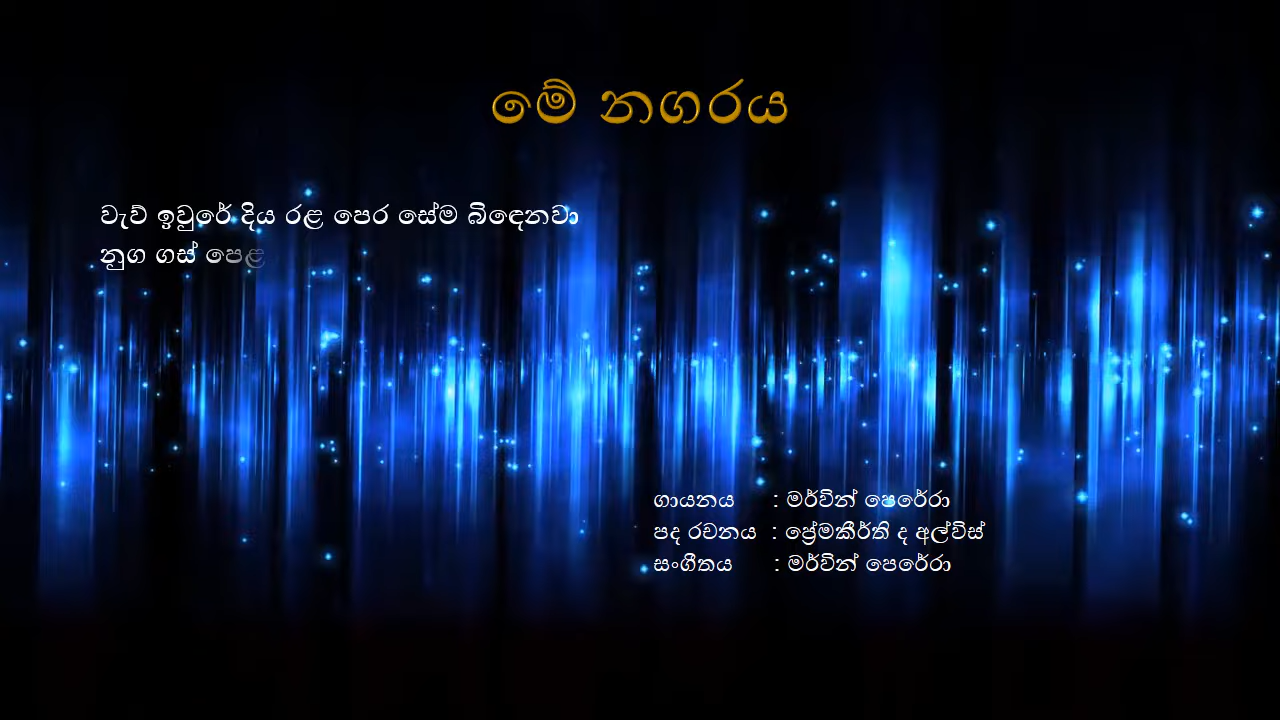 මේ නගරය
වැව් ඉවුරේ දිය රළ පෙර සේම බිඳෙනවා
නුග ගස් පෙළ
ගායනය : මර්වින් ෂෙරේරා
පද රචනය : ප්‍රේමකීර්ති ද අල්විස්
සංගීතය : මර්වින් පෙරේරා